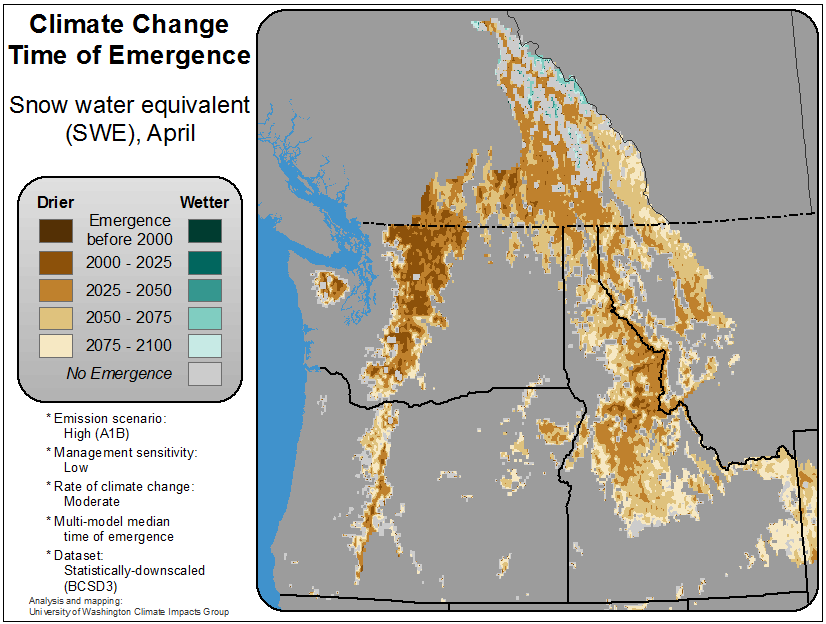 Climate Change
Time of Emergence
Snow water equivalent
(SWE), April
Drier
Wetter
Emergence
before 2000
2000 - 2025
2025 - 2050
2050 - 2075
2075 - 2100
No Emergence
* Emission scenario:
High (A1B)
* Management sensitivity:
Low
* Rate of climate change:
Moderate
* Multi-model median
time of emergence
* Dataset:
Statistically-downscaled
(BCSD3)
Analysis and mapping:
University of Washington Climate Impacts Group